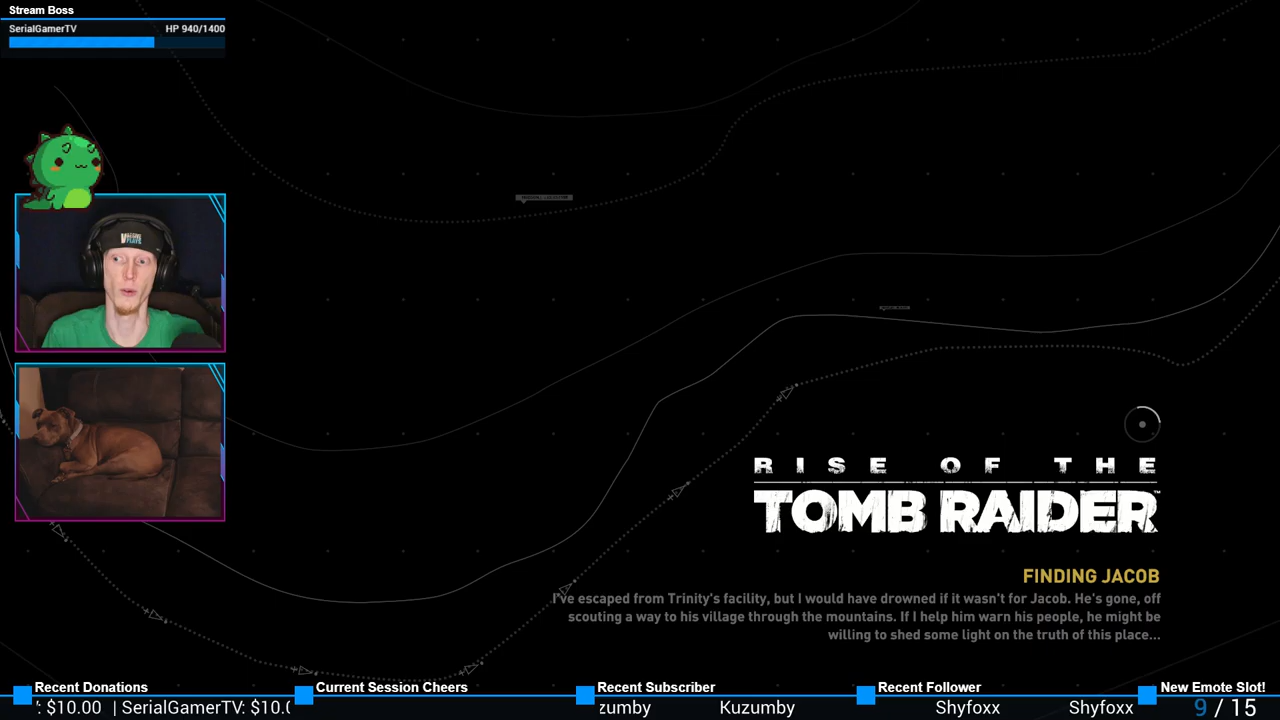 Stream Boss
SerialGamerTV HP 940/1400
RISE OF THE
TOMB RAIDER
FINDING JACOB
I've escaped from Trinity's facility, but I would have drowned if it wasn't for Jacob. He's gone, off
scouting a way to his village through the mountains. If I help him warn his people, he might be
willing to shed some light on the truth of this place...
Recent Donations Current Session Cheers Recent Subscriber Recent Follower New Emote Slot!
: $10.00 | SerialGamerTV: $10.0 zumby Kuzumby Shyfoxx Shyfoxx 9 / 15